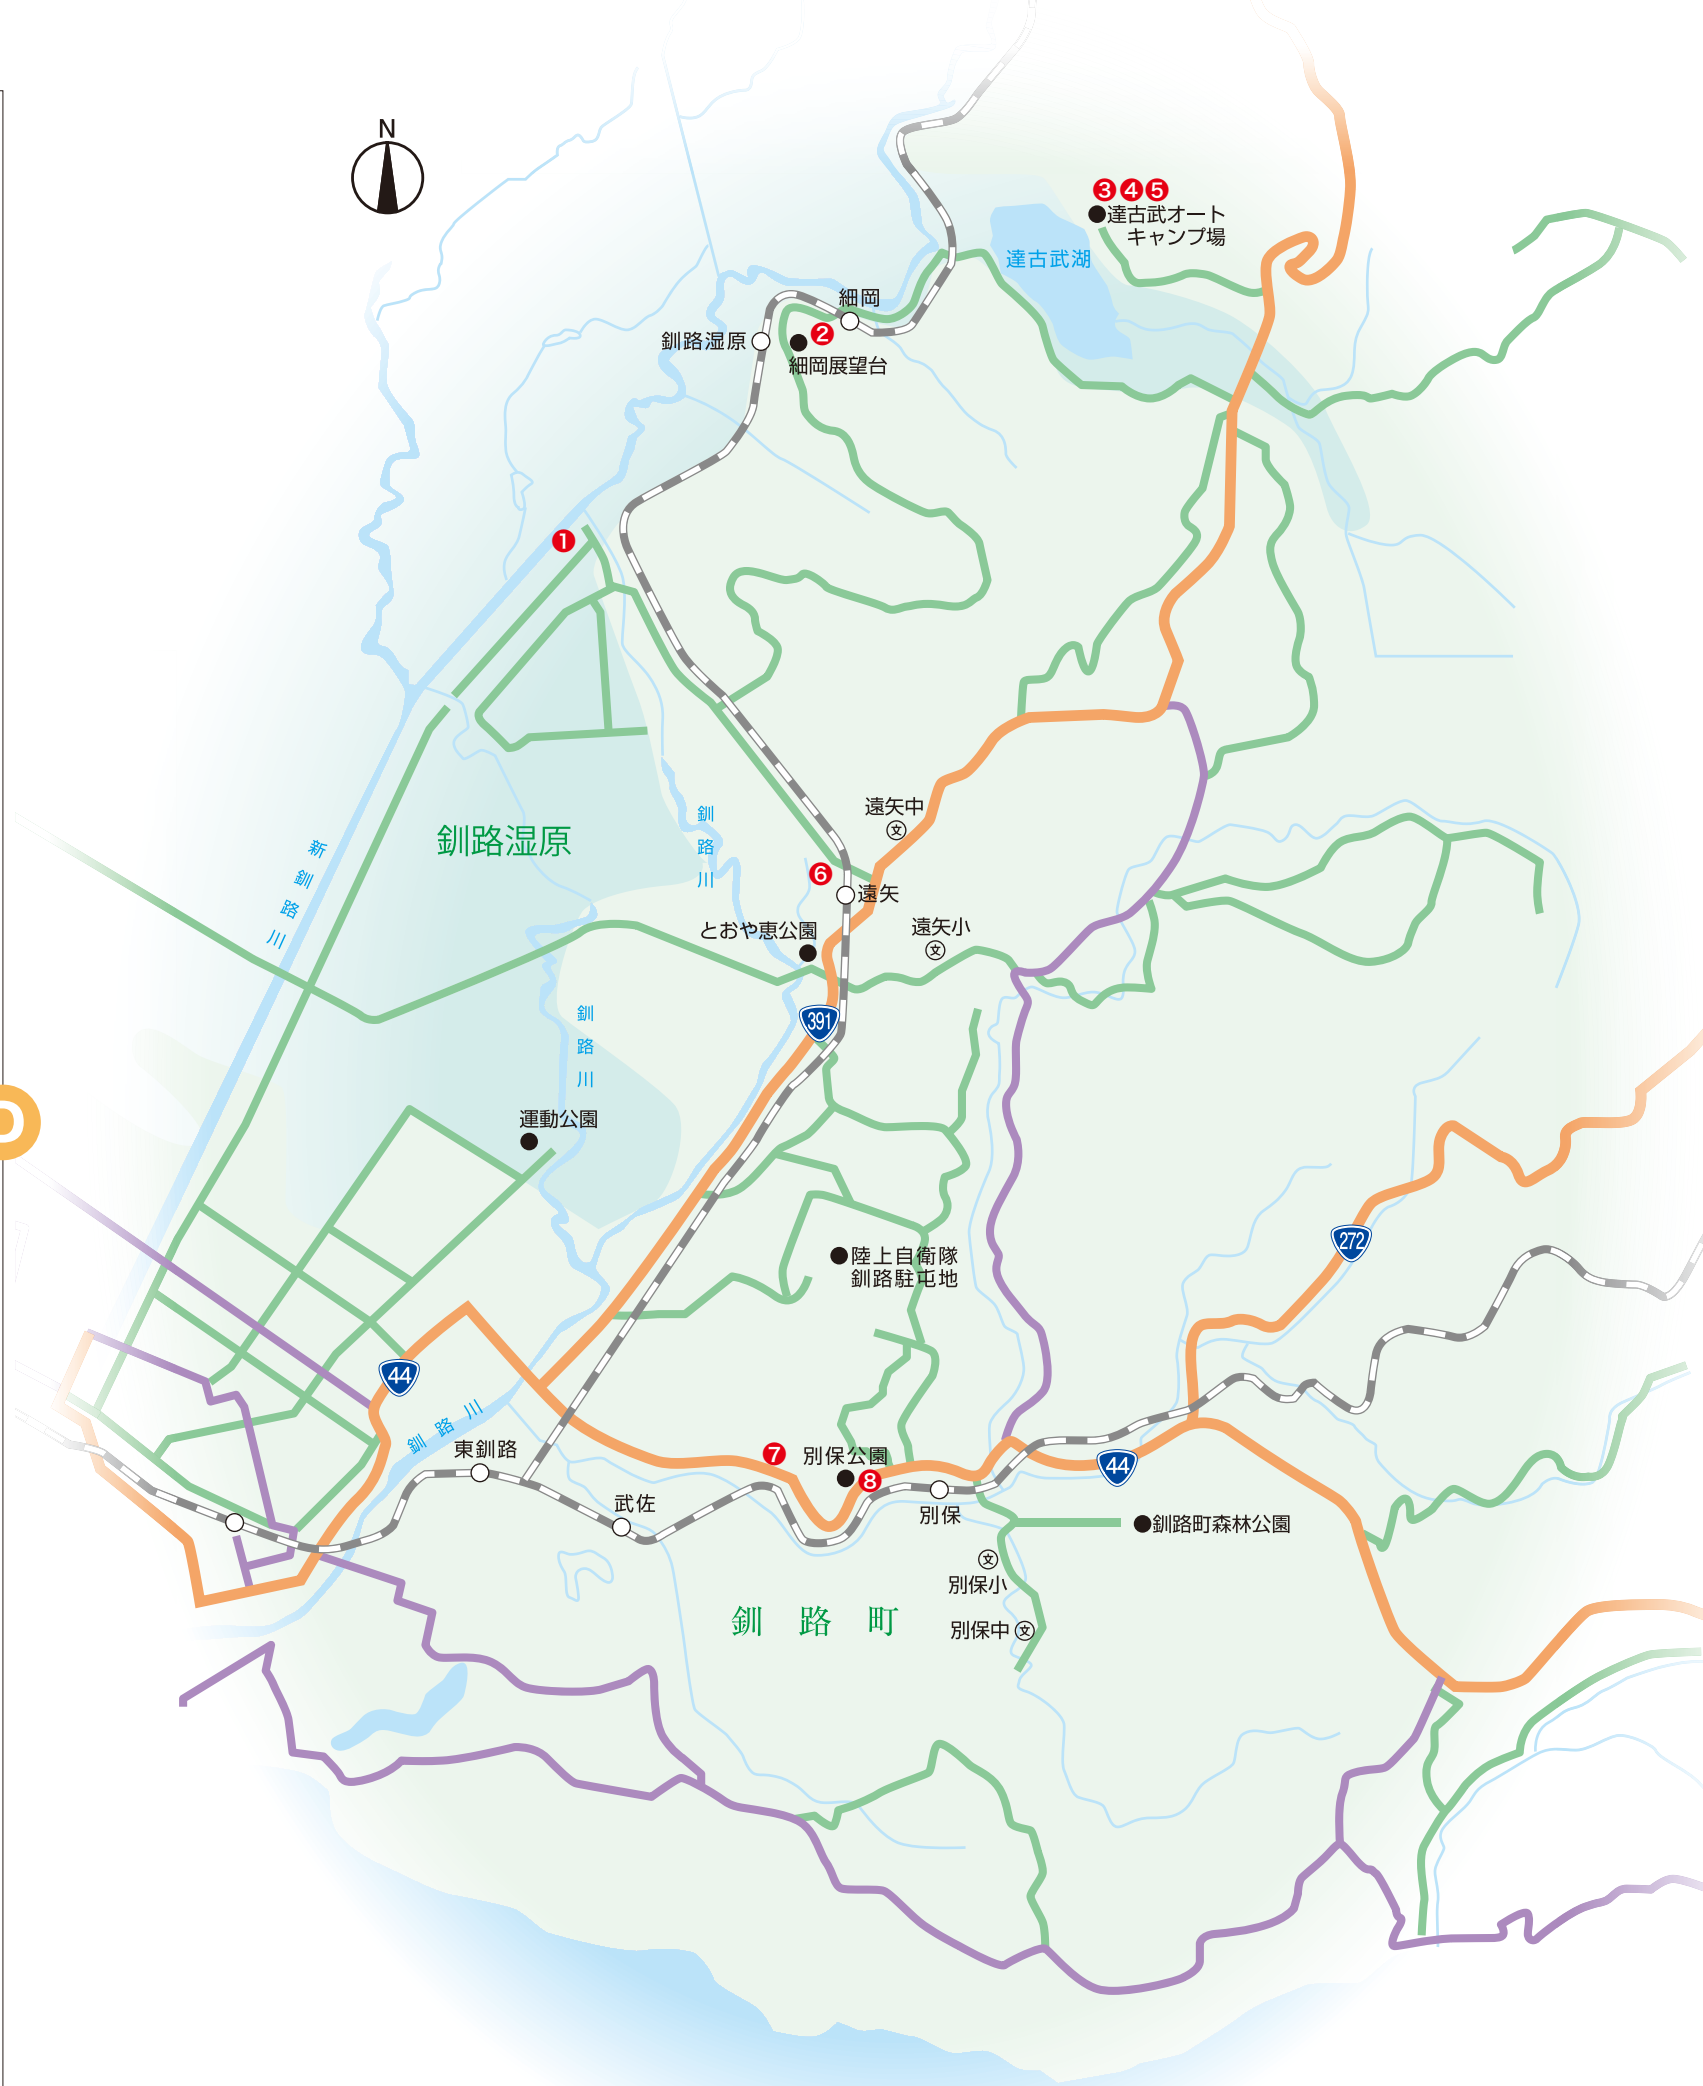 N
❸❹❺
達古武オート
キャンプ場
達古武湖
細岡
❷
釧路湿原
細岡展望台
❶
遠矢中
文
釧路川
釧路湿原
新釧路川
❻
遠矢
遠矢小
文
とおや恵公園
391
釧路川
運動公園
陸上自衛隊
釧路駐屯地
272
44
釧路川
東釧路
❼
別保公園
❽
44
武佐
別保
釧路町森林公園
文
別保小
釧路町
別保中
文